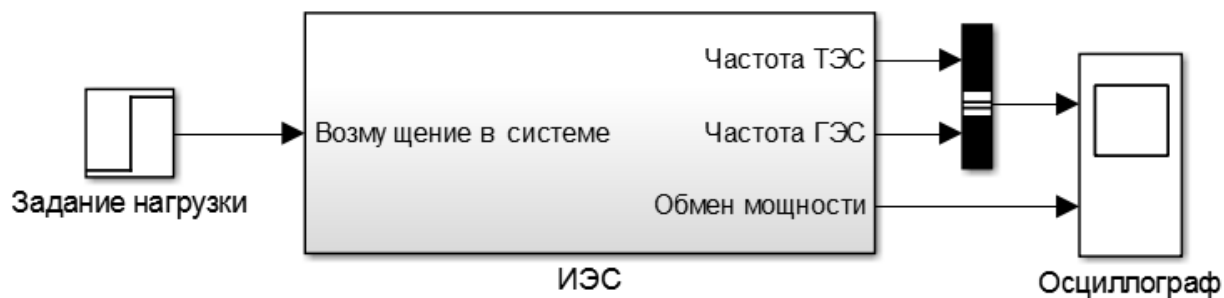 Частота ТЭС
Возмущение в системе
Частота ГЭС
Задание нагрузки
Обмен мощности
ИЭС
Осциллограф